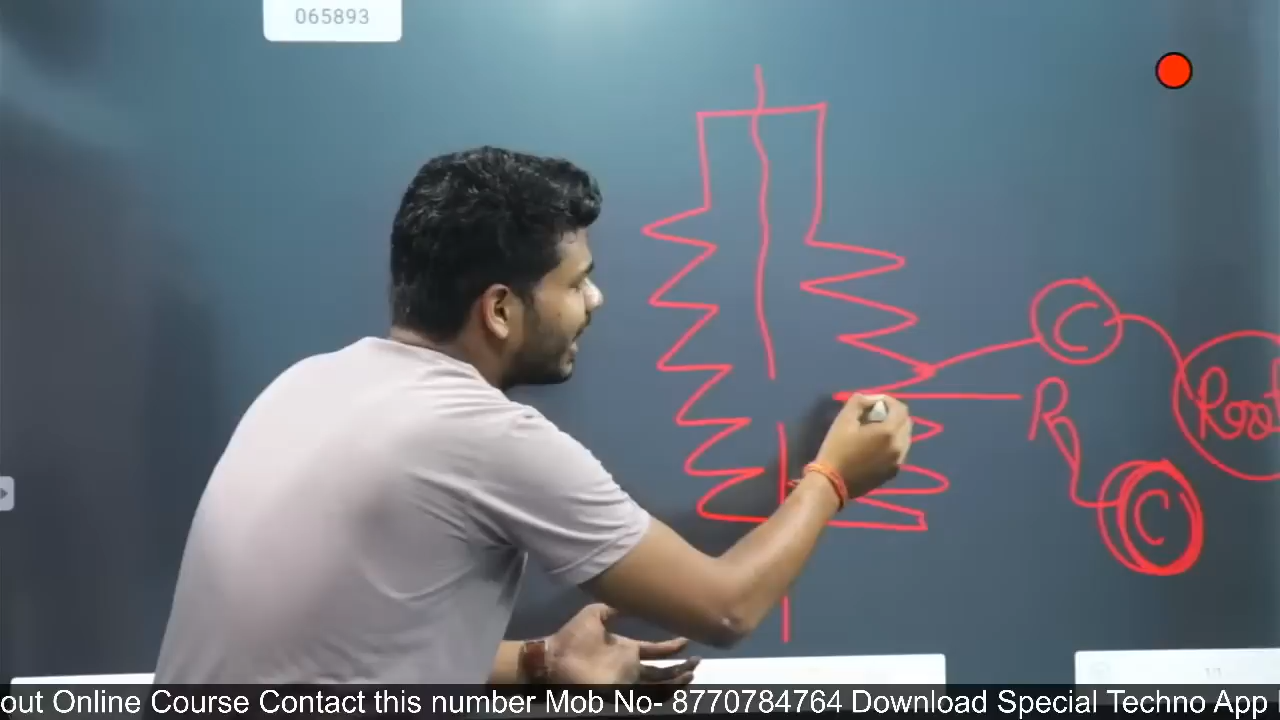 065893
C
Root
R
C
out Online Course Contact this number Mob No- 8770784764 Download Special Techno App